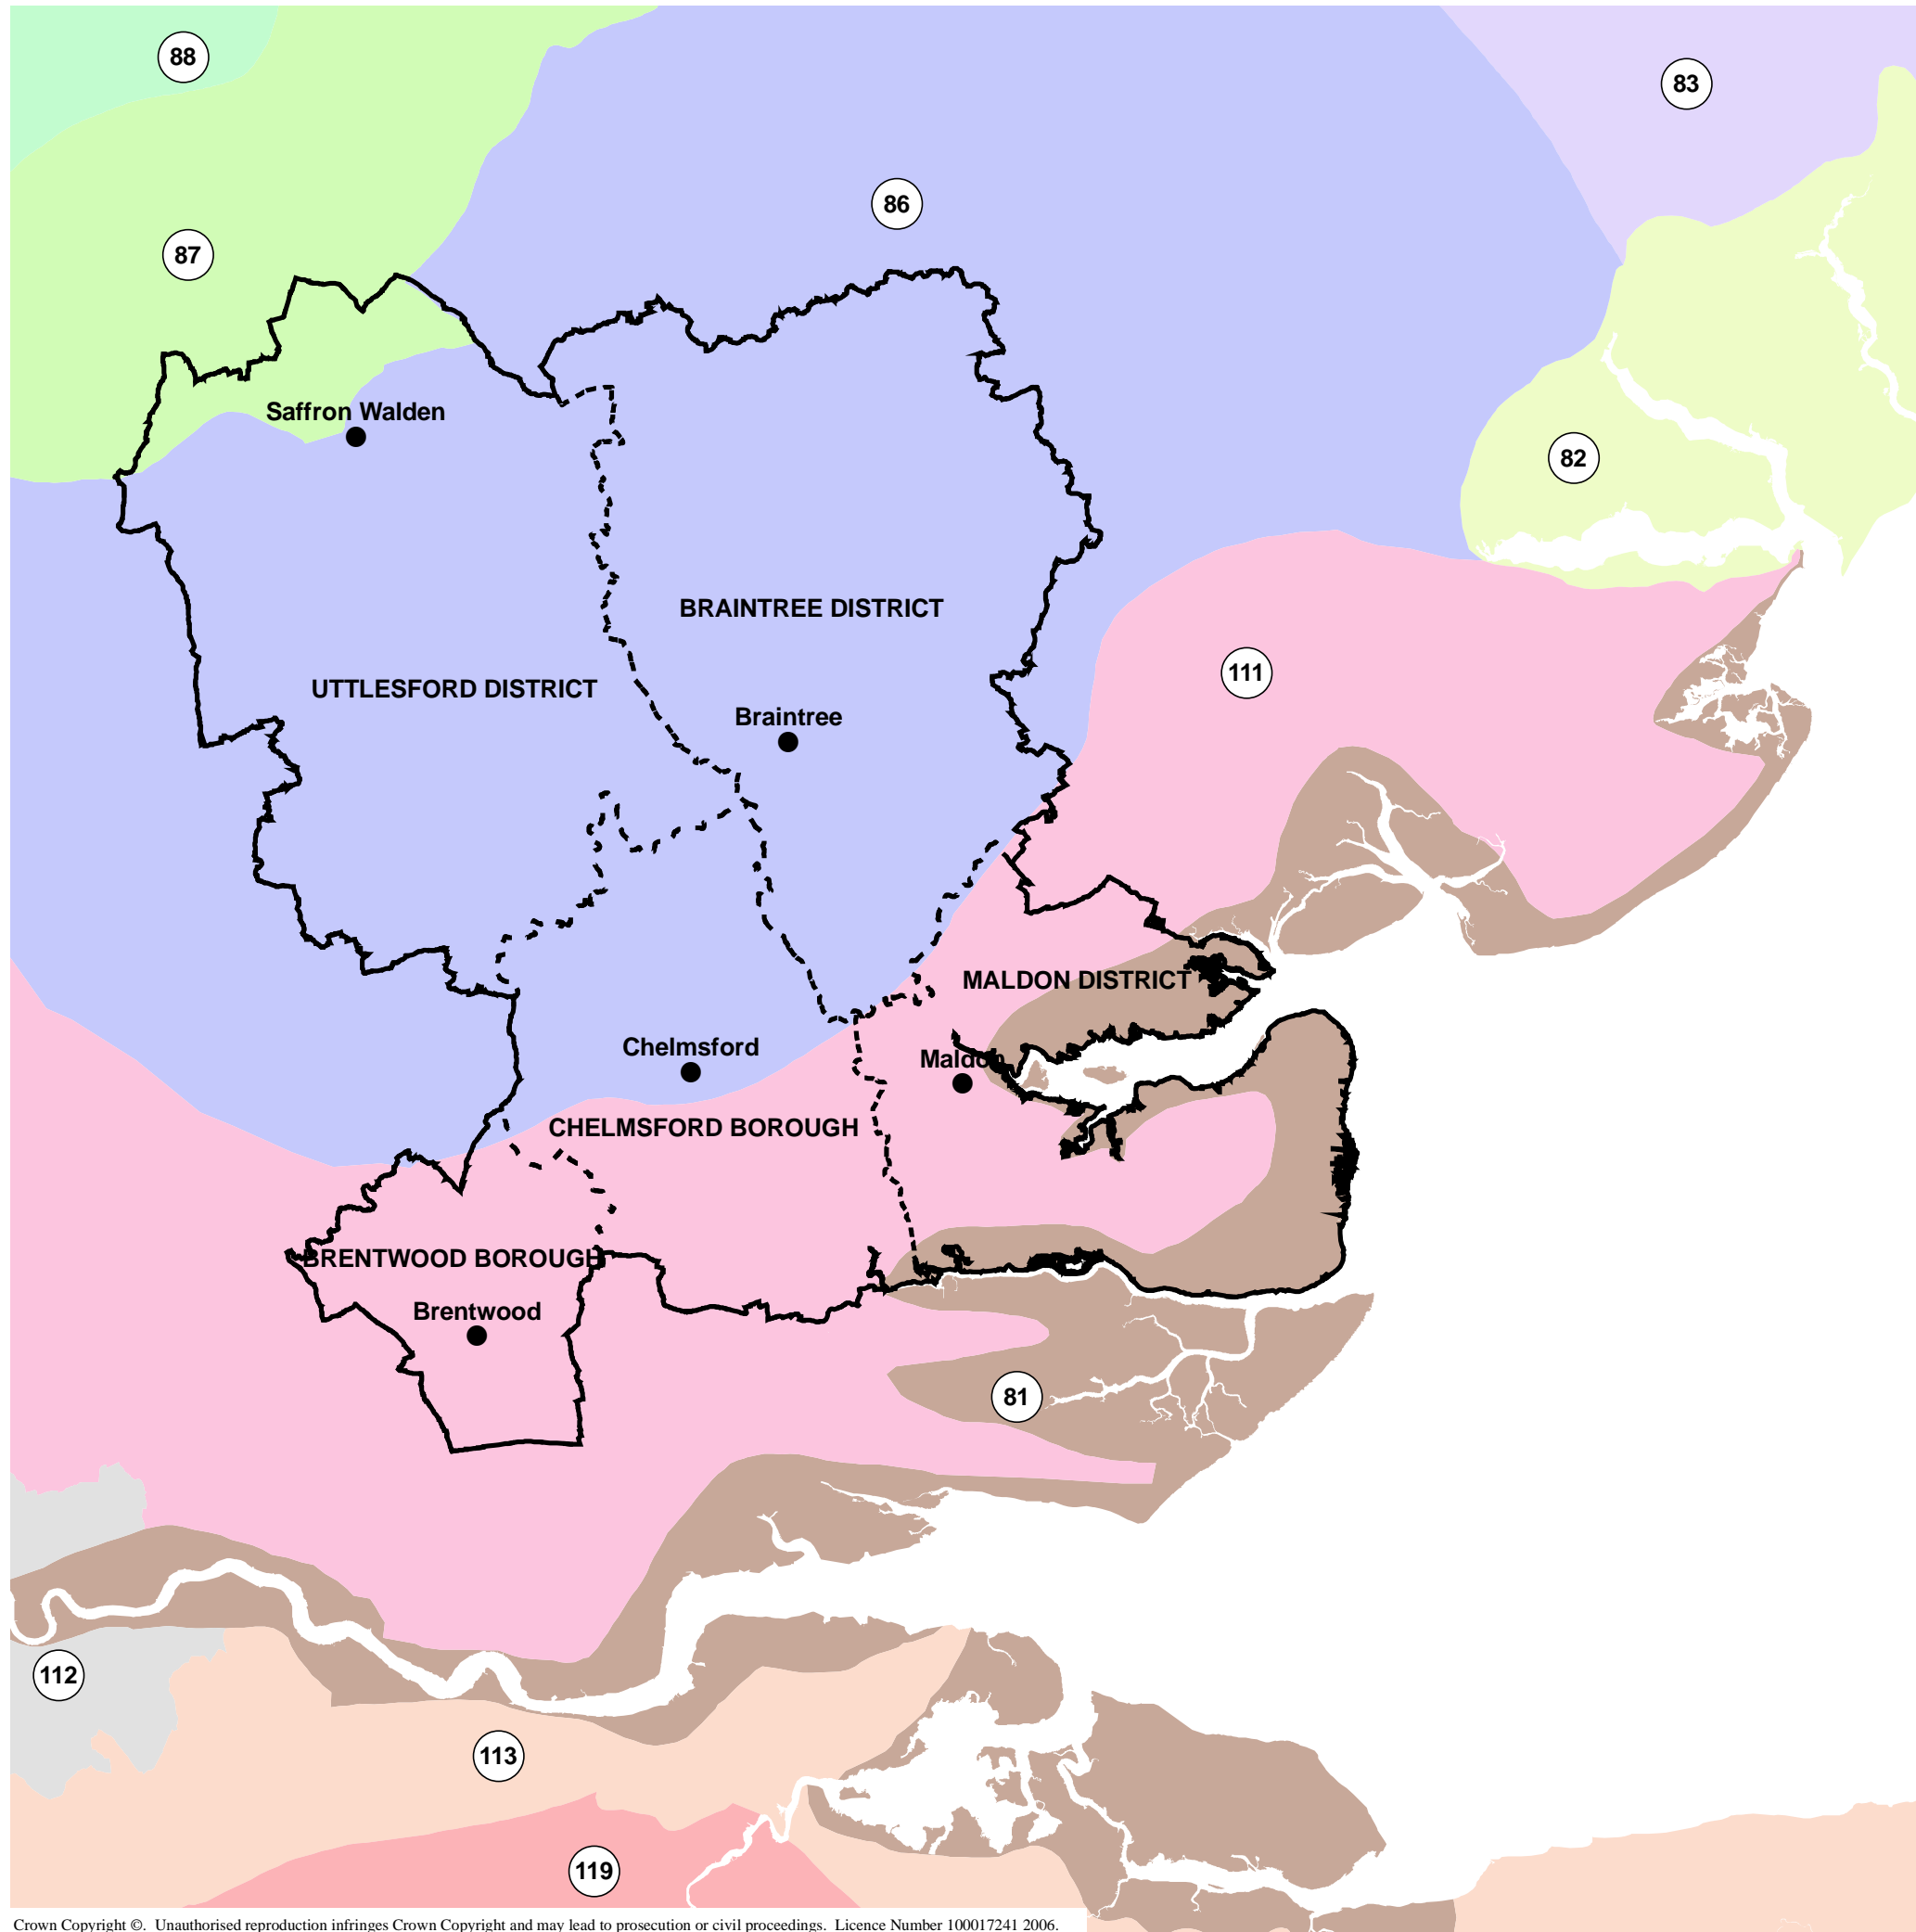 88
83
86
87
Saffron Walden
82
BRAINTREE DISTRICT
111
UTTLESFORD DISTRICT
Braintree
MALDON DISTRICT
Chelmsford
Maldon
CHELMSFORD BOROUGH
BRENTWOOD BOROUGH
Brentwood
81
112
113
119
Crown Copyright ©. Unauthorised reproduction infringes Crown Copyright and may lead to prosecution or civil proceedings. Licence Number 100017241 2006.